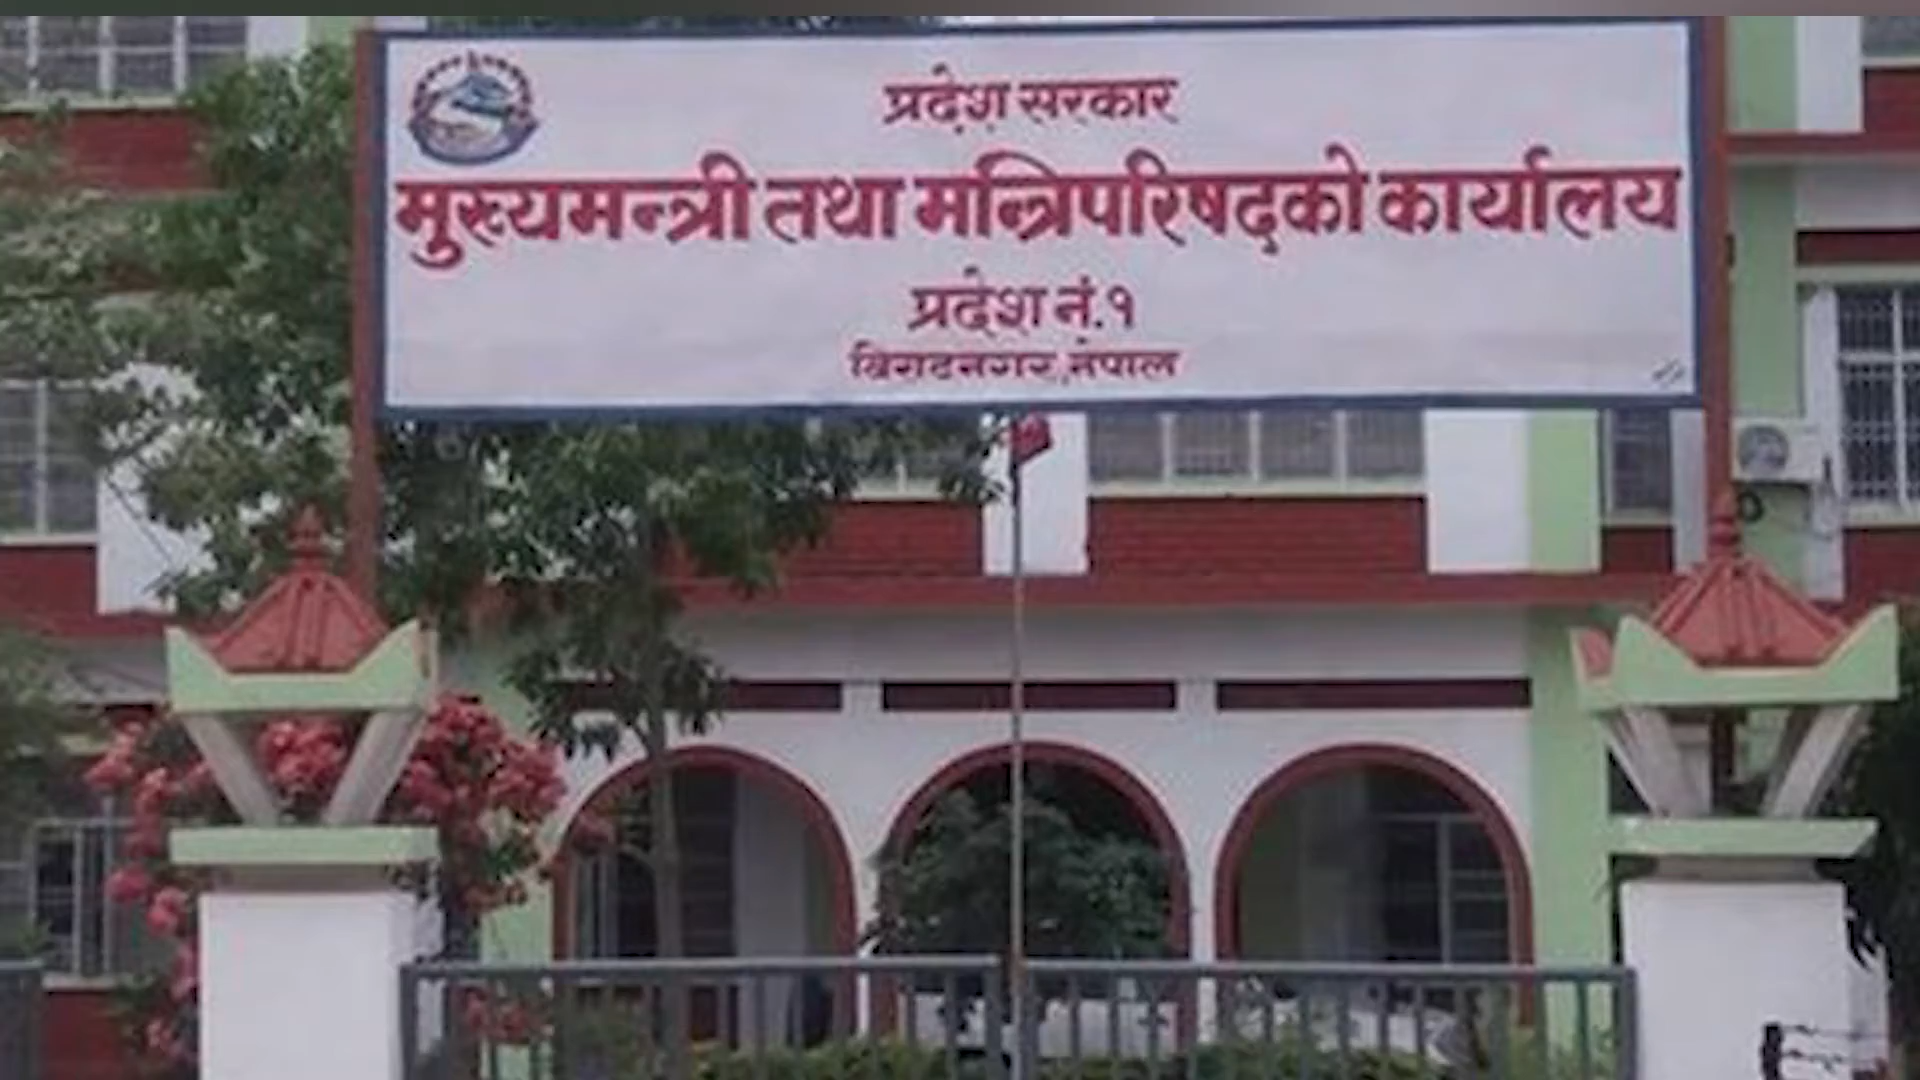 प्रदेश सरकार
मुख्यमन्त्री तथा मन्त्रिपरिषद्को कार्यालय
प्रदेश नं.१
विराटनगर, नेपाल